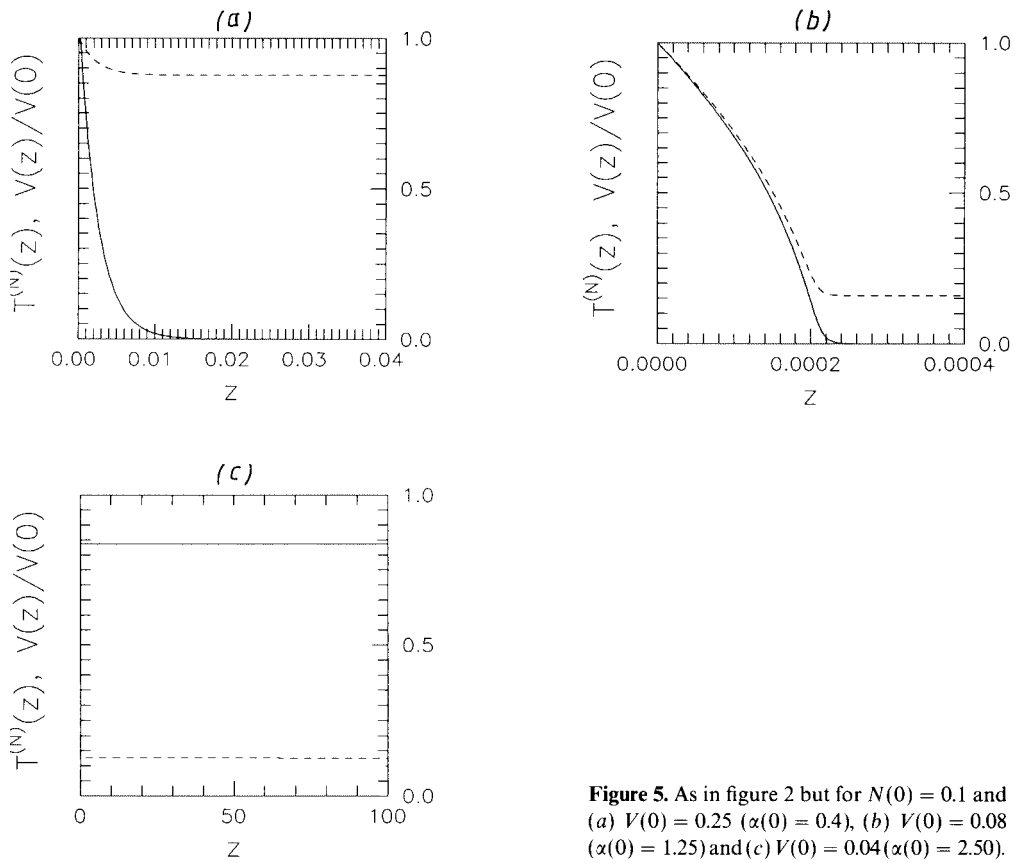 (a)
1.0
0.5
0.0
T(N)(z), V(z)/V(0)
0.00 0.01 0.02 0.03 0.04
Z
(b)
1.0
0.5
0.0
T(N)(z), V(z)/V(0)
0.0000 0.0002 0.0004
Z
(c)
1.0
0.5
0.0
T(N)(z), V(z)/V(0)
0 50 100
Z
Figure 5. As in figure 2 but for N(0) = 0.1 and
(a) V(0) = 0.25 (α(0) = 0.4), (b) V(0) = 0.08
(α(0) = 1.25) and (c) V(0) = 0.04 (α(0) = 2.50).